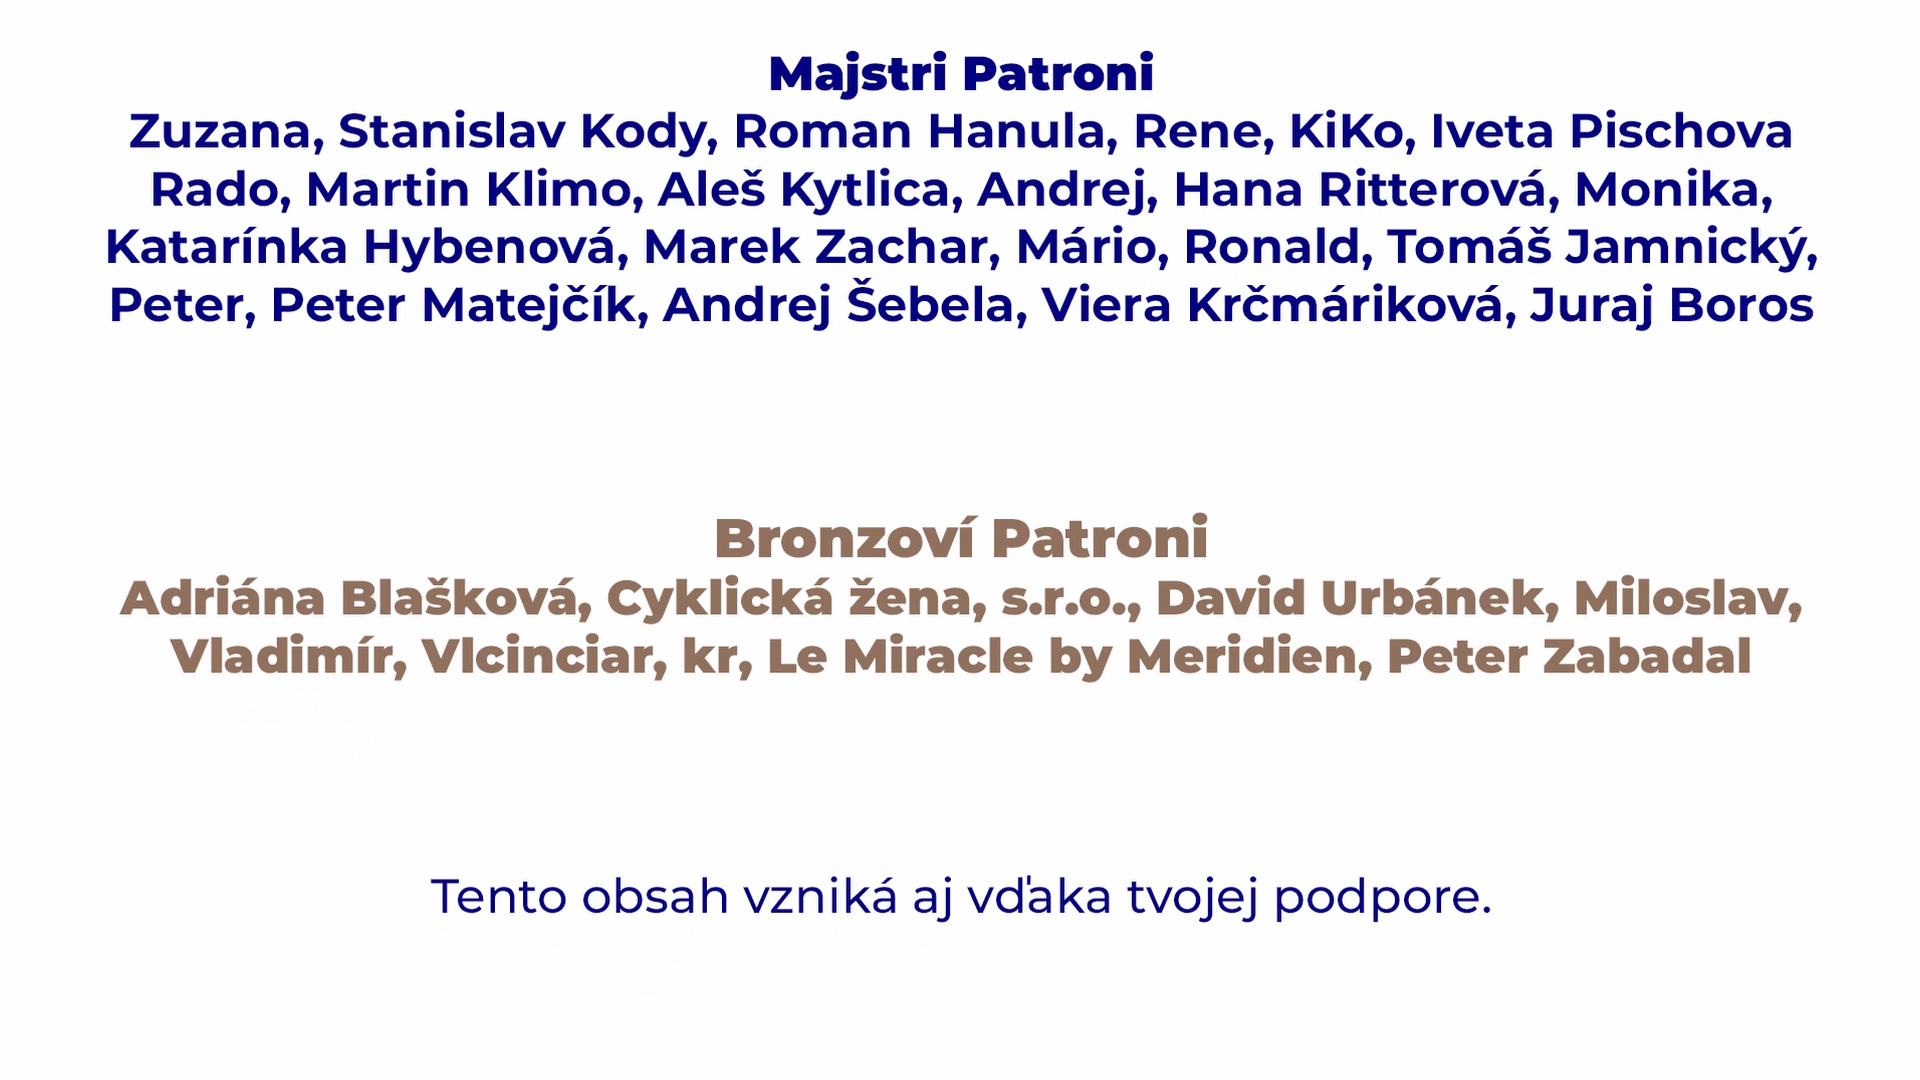 Majstri Patroni
Zuzana, Stanislav Kody, Roman Hanula, Rene, KiKo, Iveta Pischova
Rado, Martin Klimo, Aleš Kytlica, Andrej, Hana Ritterová, Monika,
Katarínka Hybenová, Marek Zachar, Mário, Ronald, Tomáš Jamnický,
Peter, Peter Matejčík, Andrej Šebela, Viera Krčmáriková, Juraj Boros
Bronzoví Patroni
Adriána Blašková, Cyklická žena, s.r.o., David Urbánek, Miloslav,
Vladimír, Vlcinciar, kr, Le Miracle by Meridien, Peter Zabadal
Tento obsah vzniká aj vďaka tvojej podpore.